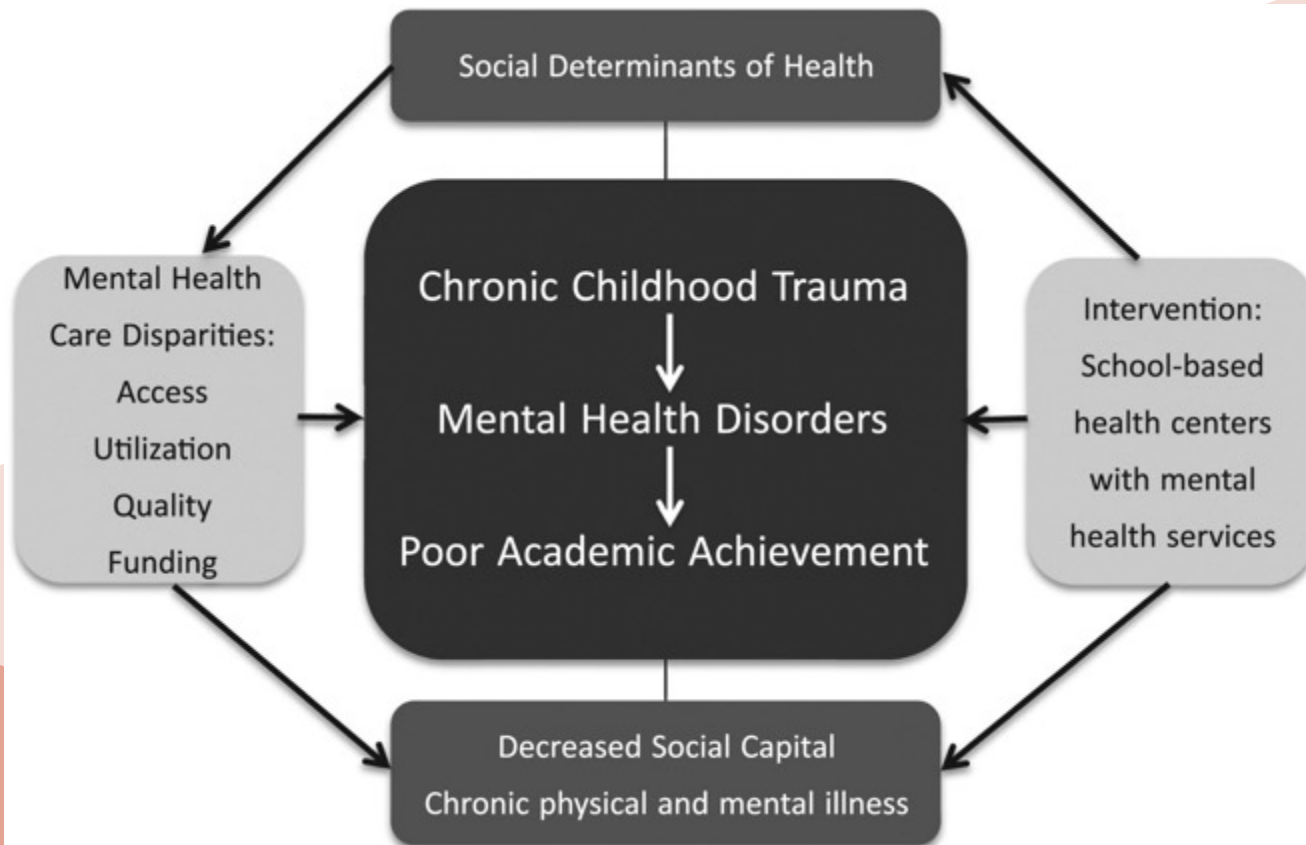 Social Determinants of Health
Mental Health
Care Disparities:
Access
Utilization
Quality
Funding
Chronic Childhood Trauma
Mental Health Disorders
Poor Academic Achievement
Intervention:
School-based
health centers
with mental
health services
Decreased Social Capital
Chronic physical and mental illness